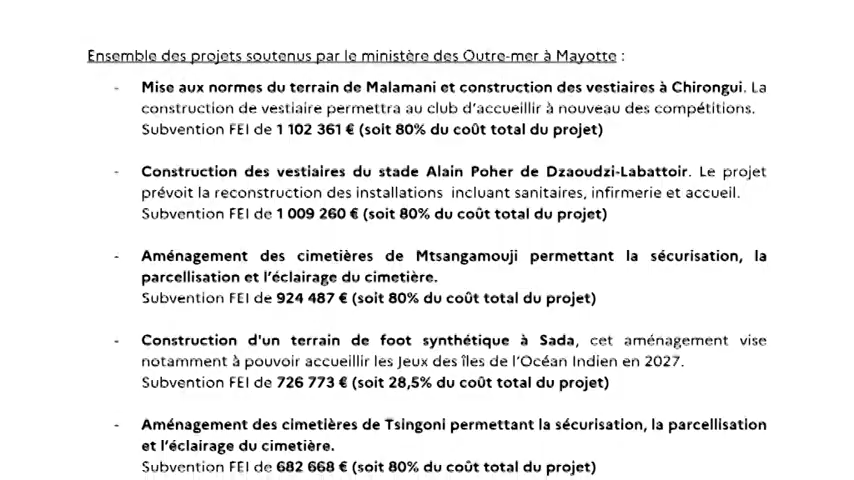 Ensemble des projets soutenus par le ministère des Outre-mer à Mayotte :
- Mise aux normes du terrain de Malamani et construction des vestiaires à Chirongui. La
construction de vestiaire permettra au club d'accueillir à nouveau des compétitions.
Subvention FEI de 1 102 361 € (soit 80% du coût total du projet)
- Construction des vestiaires du stade Alain Poher de Dzaoudzi-Labattoir. Le projet
prévoit la reconstruction des installations incluant sanitaires, infirmerie et accueil.
Subvention FEI de 1 009 260 € (soit 80% du coût total du projet)
- Aménagement des cimetières de Mtsangamouji permettant la sécurisation, la
parcellisation et l'éclairage du cimetière.
Subvention FEI de 924 487 € (soit 80% du coût total du projet)
- Construction d'un terrain de foot synthétique à Sada, cet aménagement vise
notamment à pouvoir accueillir les Jeux des îles de l'Océan Indien en 2027.
Subvention FEI de 726 773 € (soit 28,5% du coût total du projet)
- Aménagement des cimetières de Tsingoni permettant la sécurisation, la parcellisation
et l'éclairage du cimetière.
Subvention FEI de 682 668 € (soit 80% du coût total du projet)